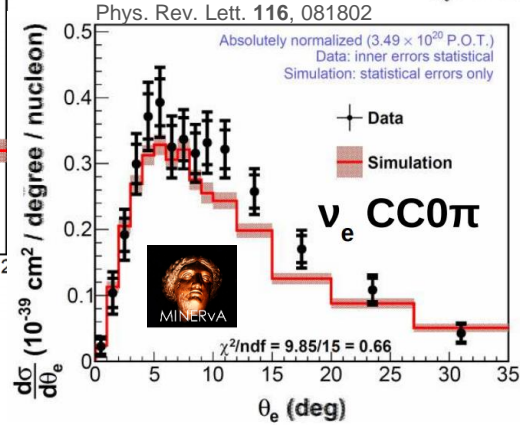 Phys. Rev. Lett. 116, 081802
Absolutely normalized (3.49 × 10²⁰ P.O.T.)
Data: inner errors statistical
Simulation: statistical errors only
Data
Simulation
νe CC0π
MINERvA
χ²/ndf = 9.85/15 = 0.66
dσ/dθe (10⁻³⁹ cm² / degree / nucleon)
0.5
0.4
0.3
0.2
0.1
0
0 5 10 15 20 25 30 35
θe (deg)
2